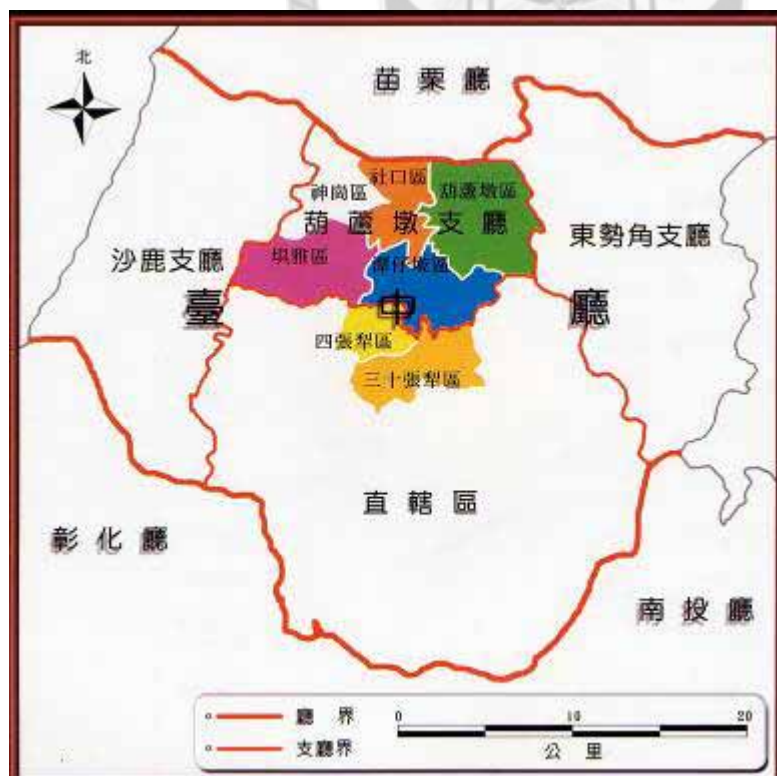 北
苗栗廳
社口區
葫蘆墩區
神崗區
葫蘆墩支廳
東勢角支廳
沙鹿支廳
埧雅區
潭仔墘區
臺中廳
四張犁區
三十張犁區
直轄區
彰化廳
南投廳
廳界
支廳界
0 10 20
公里